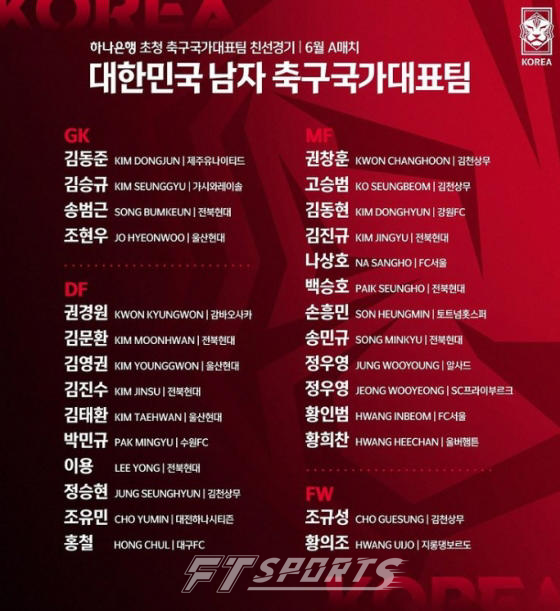 KOREA
KOREA
하나은행 초청 축구국가대표팀 친선경기 | 6월 A매치
대한민국 남자 축구국가대표팀
GK
김동준 KIM DONGJUN | 제주유나이티드
김승규 KIM SEUNGGYU | 가시와레이솔
송범근 SONG BUMKEUN | 전북현대
조현우 JO HYEONWOO | 울산현대
DF
권경원 KWON KYUNGWON | 감바오사카
김문환 KIM MOONHWAN | 전북현대
김영권 KIM YOUNGGWON | 울산현대
김진수 KIM JINSU | 전북현대
김태환 KIM TAEHWAN | 울산현대
박민규 PAK MINGYU | 수원FC
이용 LEE YONG | 전북현대
정승현 JUNG SEUNGHYUN | 김천상무
조유민 CHO YUMIN | 대전하나시티즌
홍철 HONG CHUL | 대구FC
MF
권창훈 KWON CHANGHOON | 김천상무
고승범 KO SEUNGBEOM | 김천상무
김동현 KIM DONGHYUN | 강원FC
김진규 KIM JINGYU | 전북현대
나상호 NA SANGHO | FC서울
백승호 PAIK SEUNGHO | 전북현대
손흥민 SON HEUNGMIN | 토트넘홋스퍼
송민규 SONG MINKYU | 전북현대
정우영 JUNG WOOYOUNG | 알사드
정우영 JEONG WOOYEONG | SC프라이부르크
황인범 HWANG INBEOM | FC서울
황희찬 HWANG HEECHAN | 울버햄튼
FW
조규성 CHO GUESUNG | 김천상무
황의조 HWANG UIJO | 지롱댕보르도
FT SPORTS
KOREA